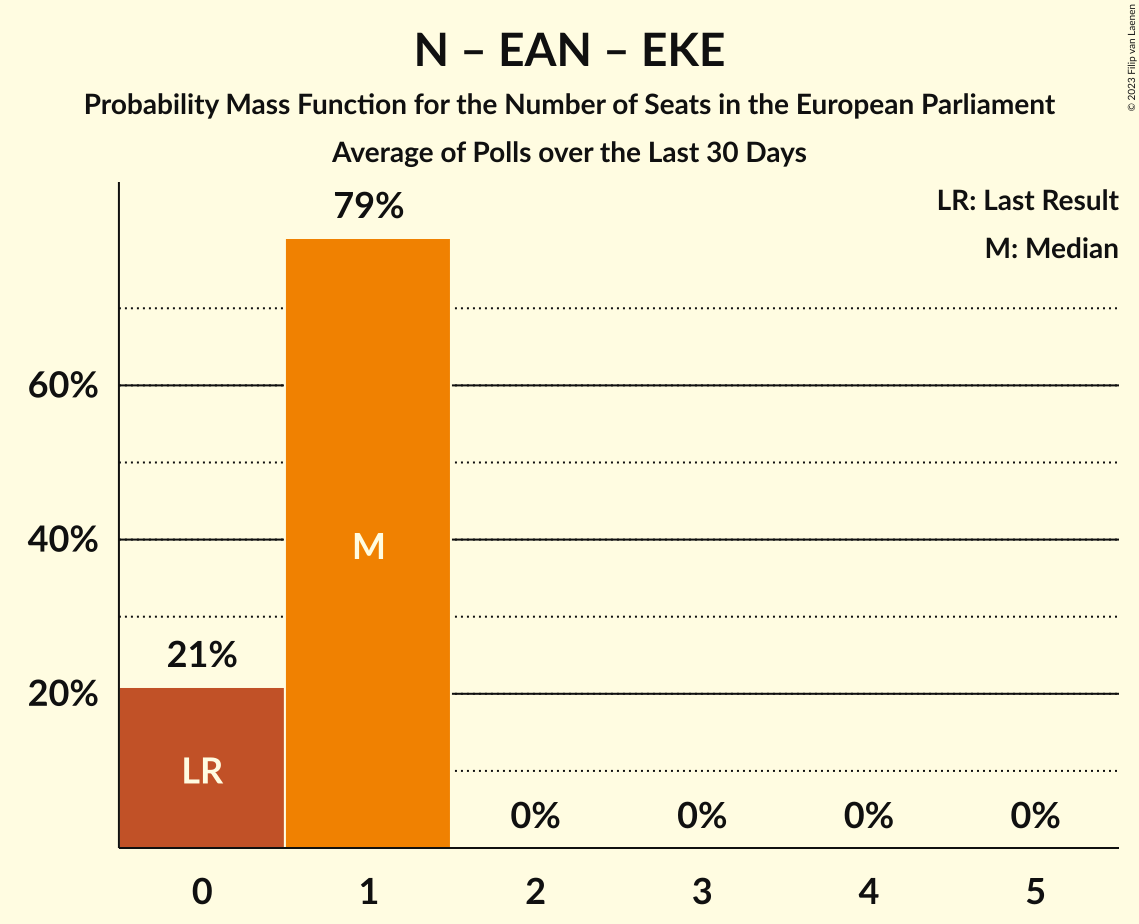 N – EAN – EKE
Probability Mass Function for the Number of Seats in the European Parliament
Average of Polls over the Last 30 Days
© 2023 Filip van Laenen
LR: Last Result
M: Median
79%
60%
40%
M
21%
20%
LR
0%
0%
0%
0%
0
1
2
3
4
5